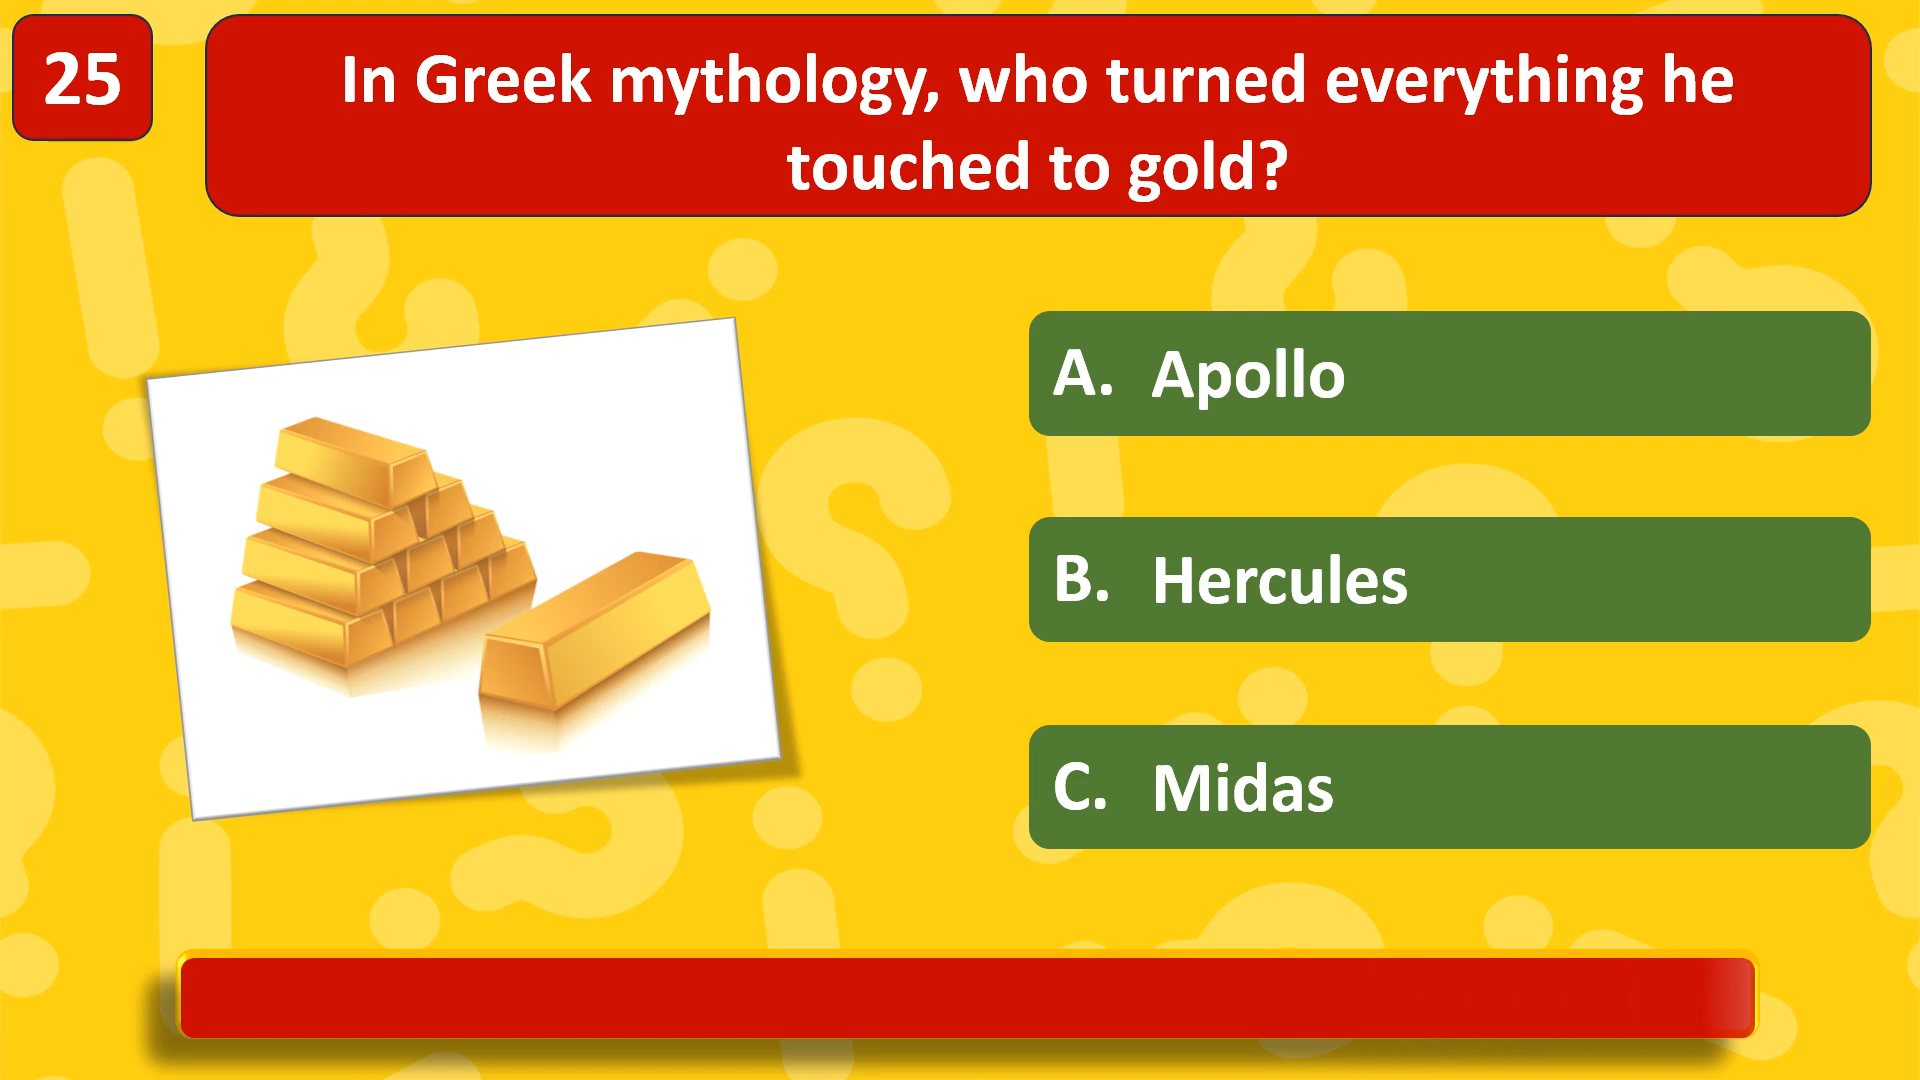 25
In Greek mythology, who turned everything he
touched to gold?
A. Apollo
B. Hercules
C. Midas